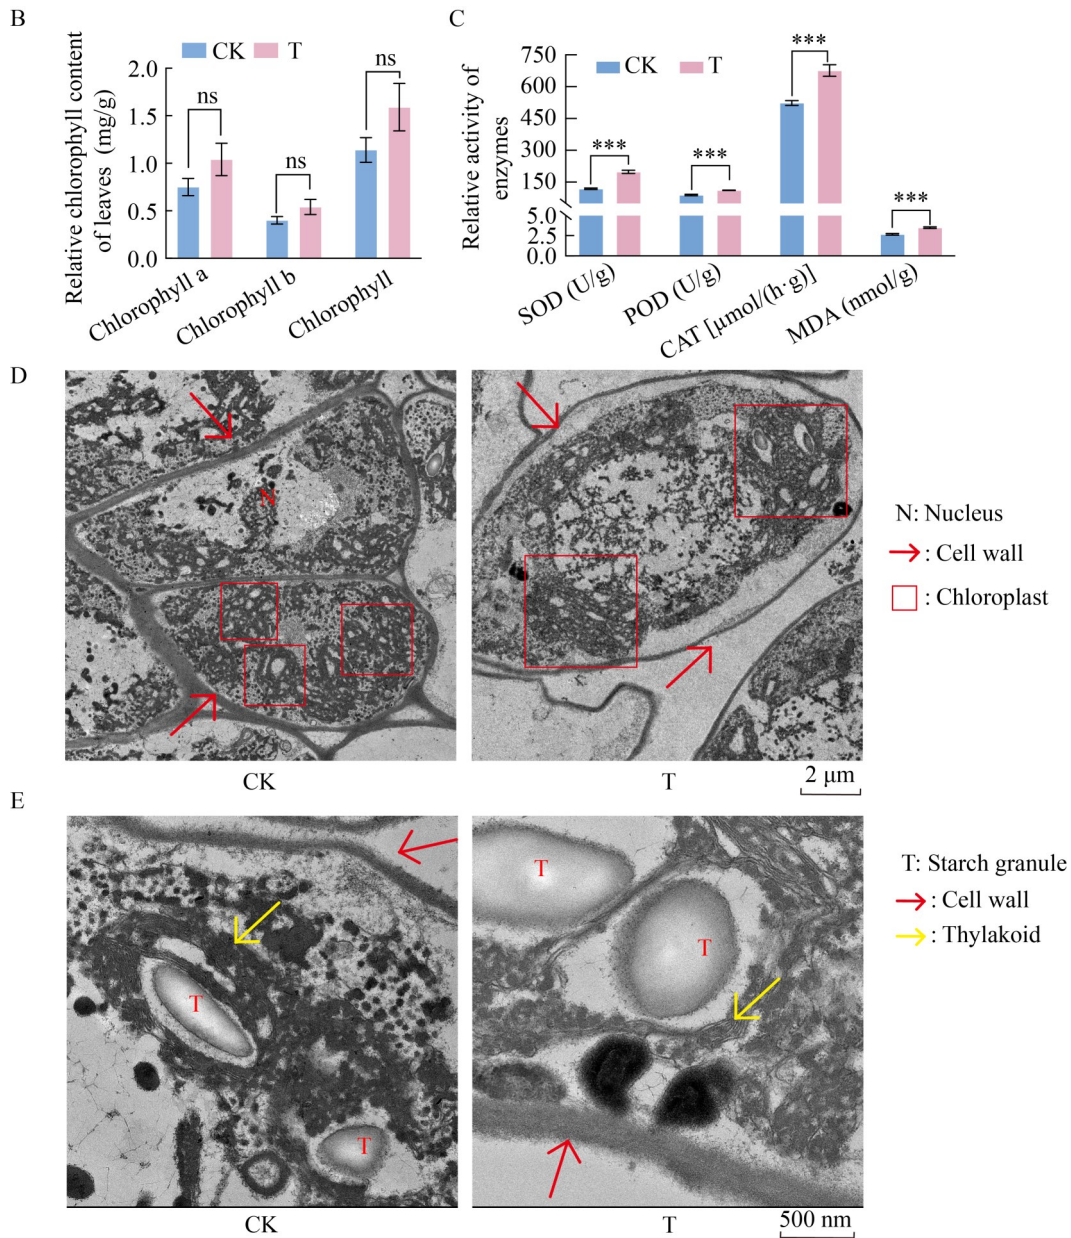 B
CK
T
Relative chlorophyll content
of leaves (mg/g)
2.0
1.5
1.0
0.5
0.0
ns
ns
ns
Chlorophyll a
Chlorophyll b
Chlorophyll
C
CK
T
Relative activity of
enzymes
750
600
450
300
150
5.0
2.5
0.0
***
***
***
***
SOD (U/g)
POD (U/g)
CAT [μmol/(h·g)]
MDA (nmol/g)
D
N
N: Nucleus
: Cell wall
: Chloroplast
CK
T
2 μm
E
T
T
T
T
T: Starch granule
: Cell wall
: Thylakoid
CK
T
500 nm